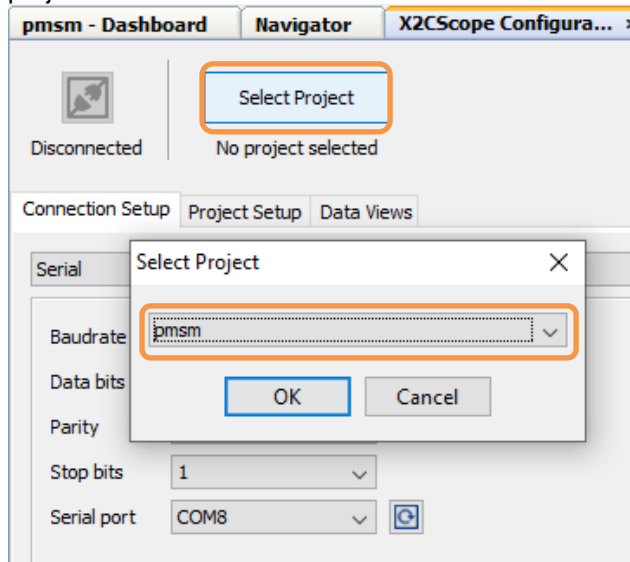 pmsm - Dashboard Navigator X2CScope Configura...
Select Project
Disconnected No project selected
Connection Setup Project Setup Data Views
Serial
Select Project
Baudrate
pmsm
Data bits
OK Cancel
Parity
Stop bits 1
Serial port COM8